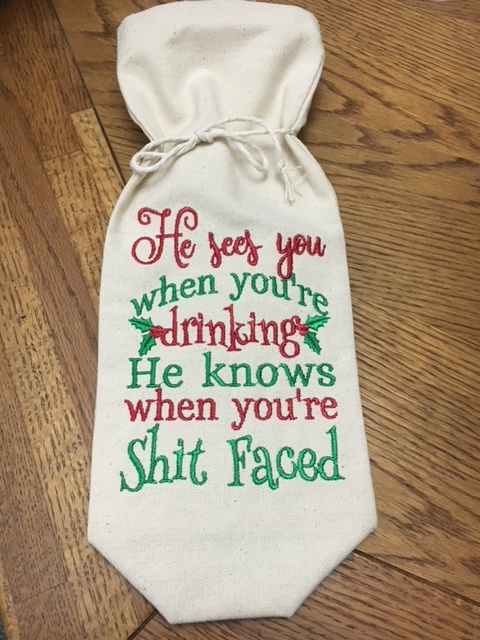 He sees you
when you're
drinking
He knows
when you're
Shit Faced